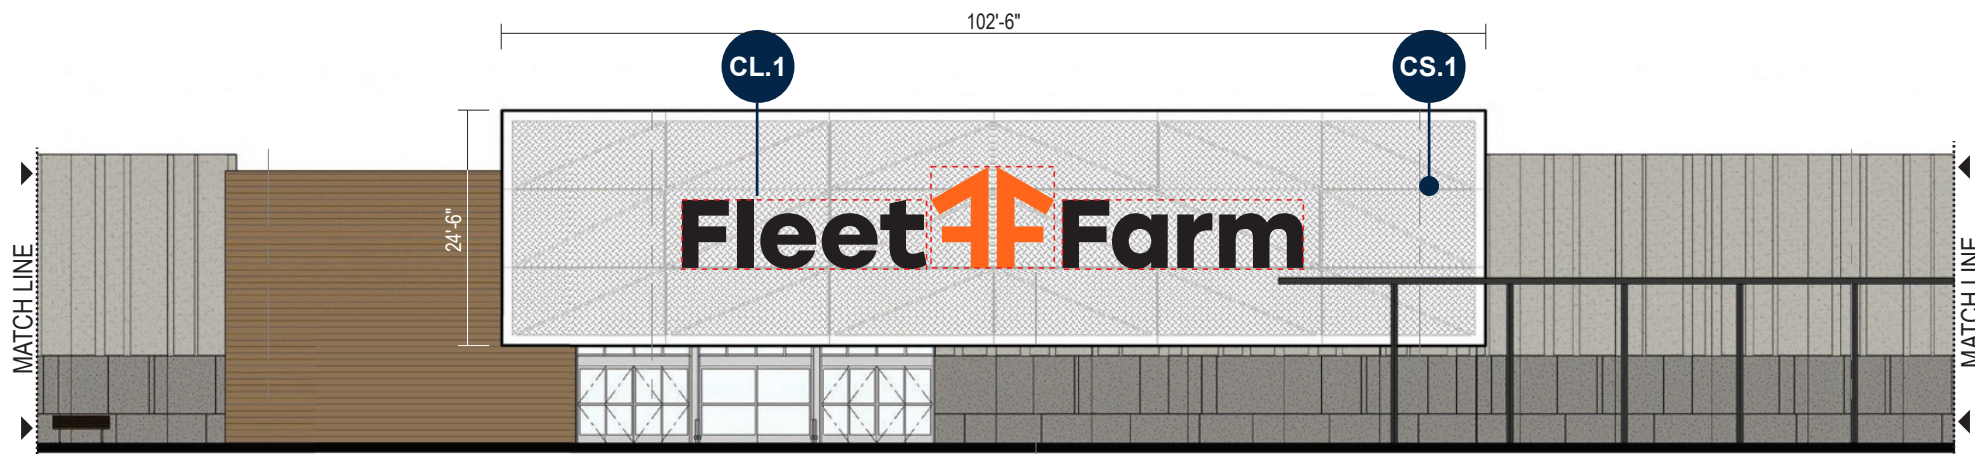 102'-6"
CL.1
CS.1
24'-6"
Fleet Farm
MATCH LINE
MATCH LINE